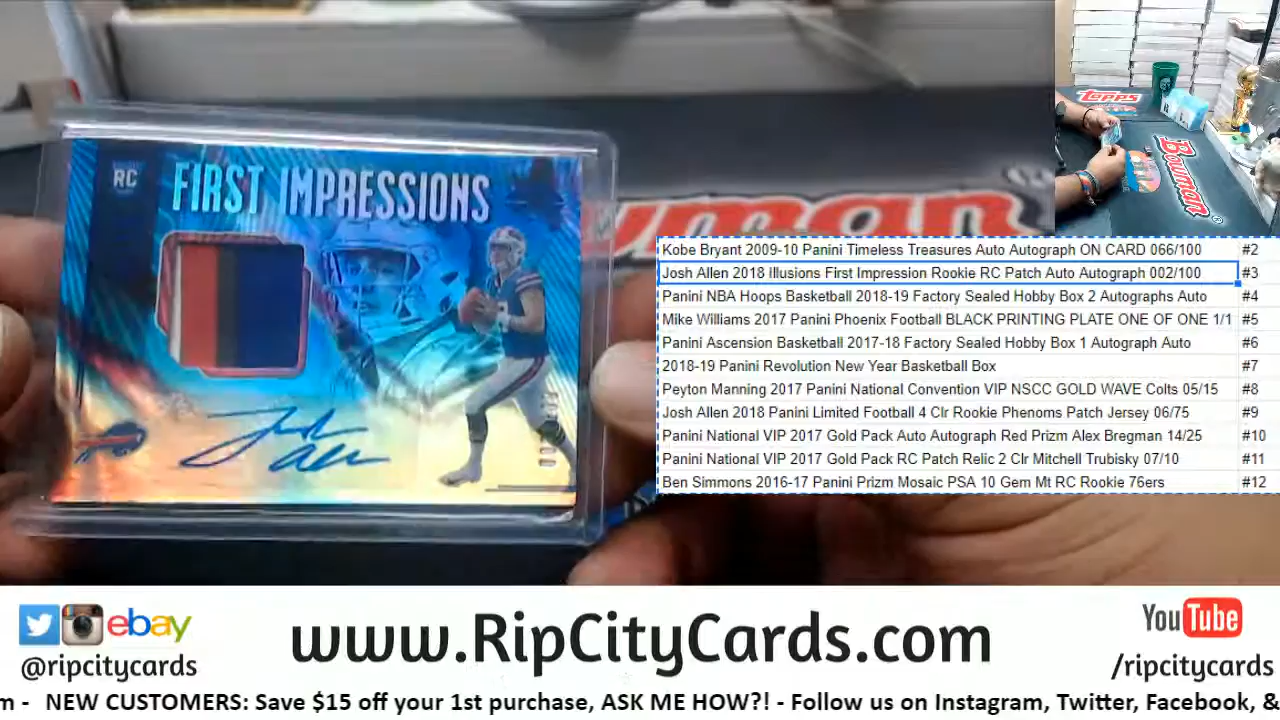 RC
FIRST IMPRESSIONS
topps
Bowman
Kobe Bryant 2009-10 Panini Timeless Treasures Auto Autograph ON CARD 066/100 #2
Josh Allen 2018 Illusions First Impression Rookie RC Patch Auto Autograph 002/100 #3
Panini NBA Hoops Basketball 2018-19 Factory Sealed Hobby Box 2 Autographs Auto #4
Mike Williams 2017 Panini Phoenix Football BLACK PRINTING PLATE ONE OF ONE 1/1 #5
Panini Ascension Basketball 2017-18 Factory Sealed Hobby Box 1 Autograph Auto #6
2018-19 Panini Revolution New Year Basketball Box #7
Peyton Manning 2017 Panini National Convention VIP NSCC GOLD WAVE Colts 05/15 #8
Josh Allen 2018 Panini Limited Football 4 Clr Rookie Phenoms Patch Jersey 06/75 #9
Panini National VIP 2017 Gold Pack Auto Autograph Red Prizm Alex Bregman 14/25 #10
Panini National VIP 2017 Gold Pack RC Patch Relic 2 Clr Mitchell Trubisky 07/10 #11
Ben Simmons 2016-17 Panini Prizm Mosaic PSA 10 Gem Mt RC Rookie 76ers #12
ebay
@ripcitycards
www.RipCityCards.com
YouTube
/ripcitycards
m - NEW CUSTOMERS: Save $15 off your 1st purchase, ASK ME HOW?! - Follow us on Instagram, Twitter, Facebook, &